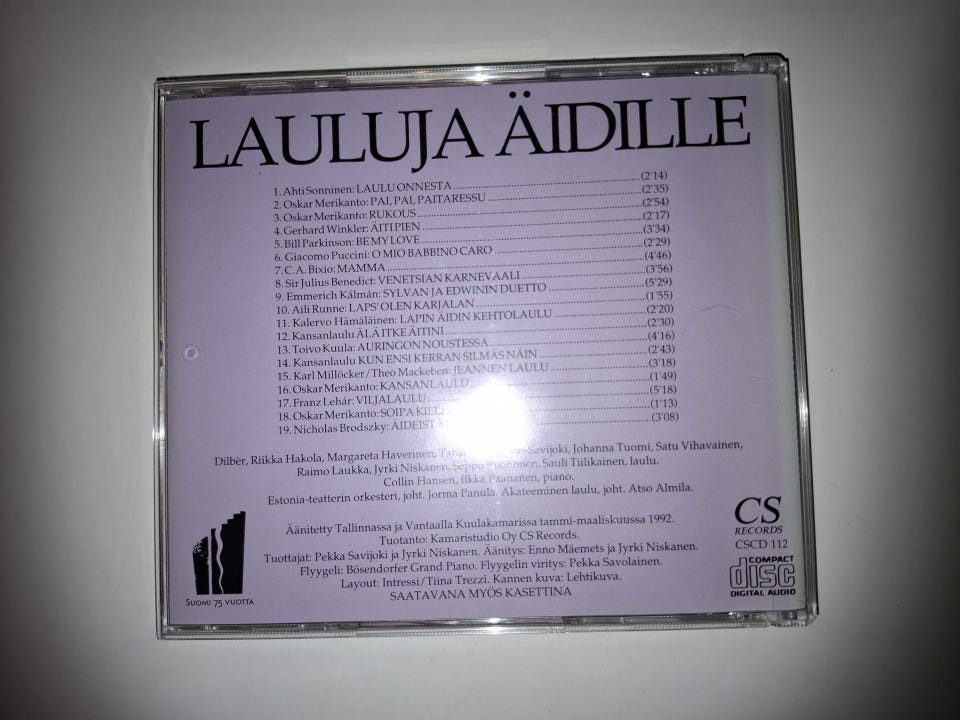 LAULUJA ÄIDILLE
1. Ahti Sonninen: LAULU ONNESTA (2'14)
2. Oskar Merikanto: PAI, PAI, PAITARESSU (2'35)
3. Oskar Merikanto: RUKOUS (2'54)
4. Gerhard Winkler: ÄITI PIEN (2'17)
5. Bill Parkinson: BE MY LOVE (3'34)
6. Giacomo Puccini: O MIO BABBINO CARO (2'29)
7. C.A. Bixio: MAMMA (4'46)
8. Sir Julius Benedict: VENETSIAN KARNEVAALI (3'56)
9. Emmerich Kálmán: SYLVAN JA EDWININ DUETTO (5'29)
10. Aili Runne: LAPS' OLEN KARJALAN (1'55)
11. Kalervo Hämäläinen: LAPIN ÄIDIN KEHTOLAULU (2'20)
12. Kansanlaulu ÄLÄ ITKE ÄITINI (2'30)
13. Toivo Kuula: AURINGON NOUSTESSA (4'16)
14. Kansanlaulu KUN ENSI KERRAN SILMÄS NÄIN (2'43)
15. Karl Millöcker/Theo Mackeben: JEANNEN LAULU (3'18)
16. Oskar Merikanto: KANSANLAULU (1'49)
17. Franz Lehár: VILJALAULU (5'18)
18. Oskar Merikanto: SOIPA (1'13)
19. Nicholas Brodszky: ÄIDEIST (3'08)
Dilbèr, Riikka Hakola, Margareta Haverinen, Savijoki, Johanna Tuomi, Satu Vihavainen,
Raimo Laukka, Jyrki Niskanen, Seppo Ruohonen, Sauli Tiilikainen, laulu.
Collin Hansen, Ilkka Paananen, piano.
Estonia-teatterin orkesteri, joht. Jorma Panula. Akateeminen laulu, joht. Atso Almila.
Äänitetty Tallinnassa ja Vantaalla Kuulakamarissa tammi-maaliskuussa 1992.
Tuotanto: Kamaristudio Oy CS Records.
Tuottajat: Pekka Savijoki ja Jyrki Niskanen. Äänitys: Enno Mäemets ja Jyrki Niskanen.
Flyygeli: Bösendorfer Grand Piano. Flyygelin viritys: Pekka Savolainen.
Layout: Intressi/Tiina Trezzi. Kannen kuva: Lehtikuva.
SAATAVANA MYÖS KASETTINA
SUOMI 75 VUOTTA
CS
RECORDS
CSCD 112
COMPACT
disc
DIGITAL AUDIO